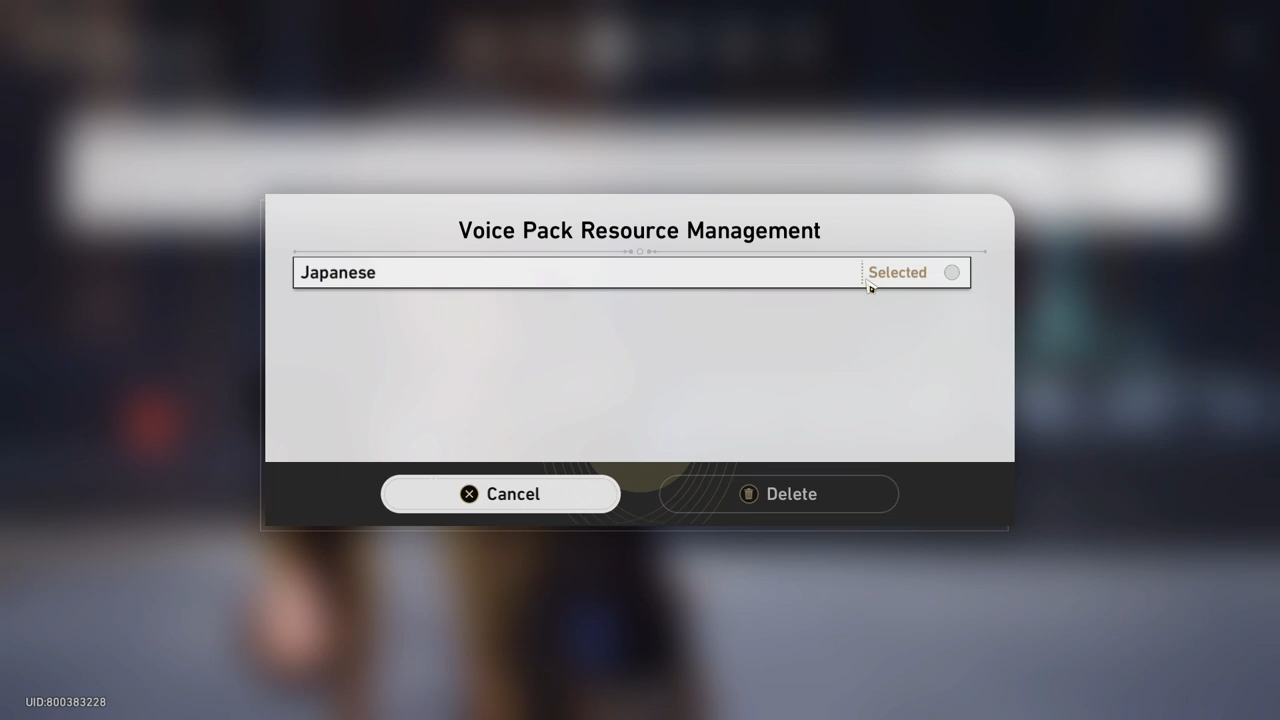 Voice Pack Resource Management
Japanese
Selected
Cancel
Delete
UID:800383228